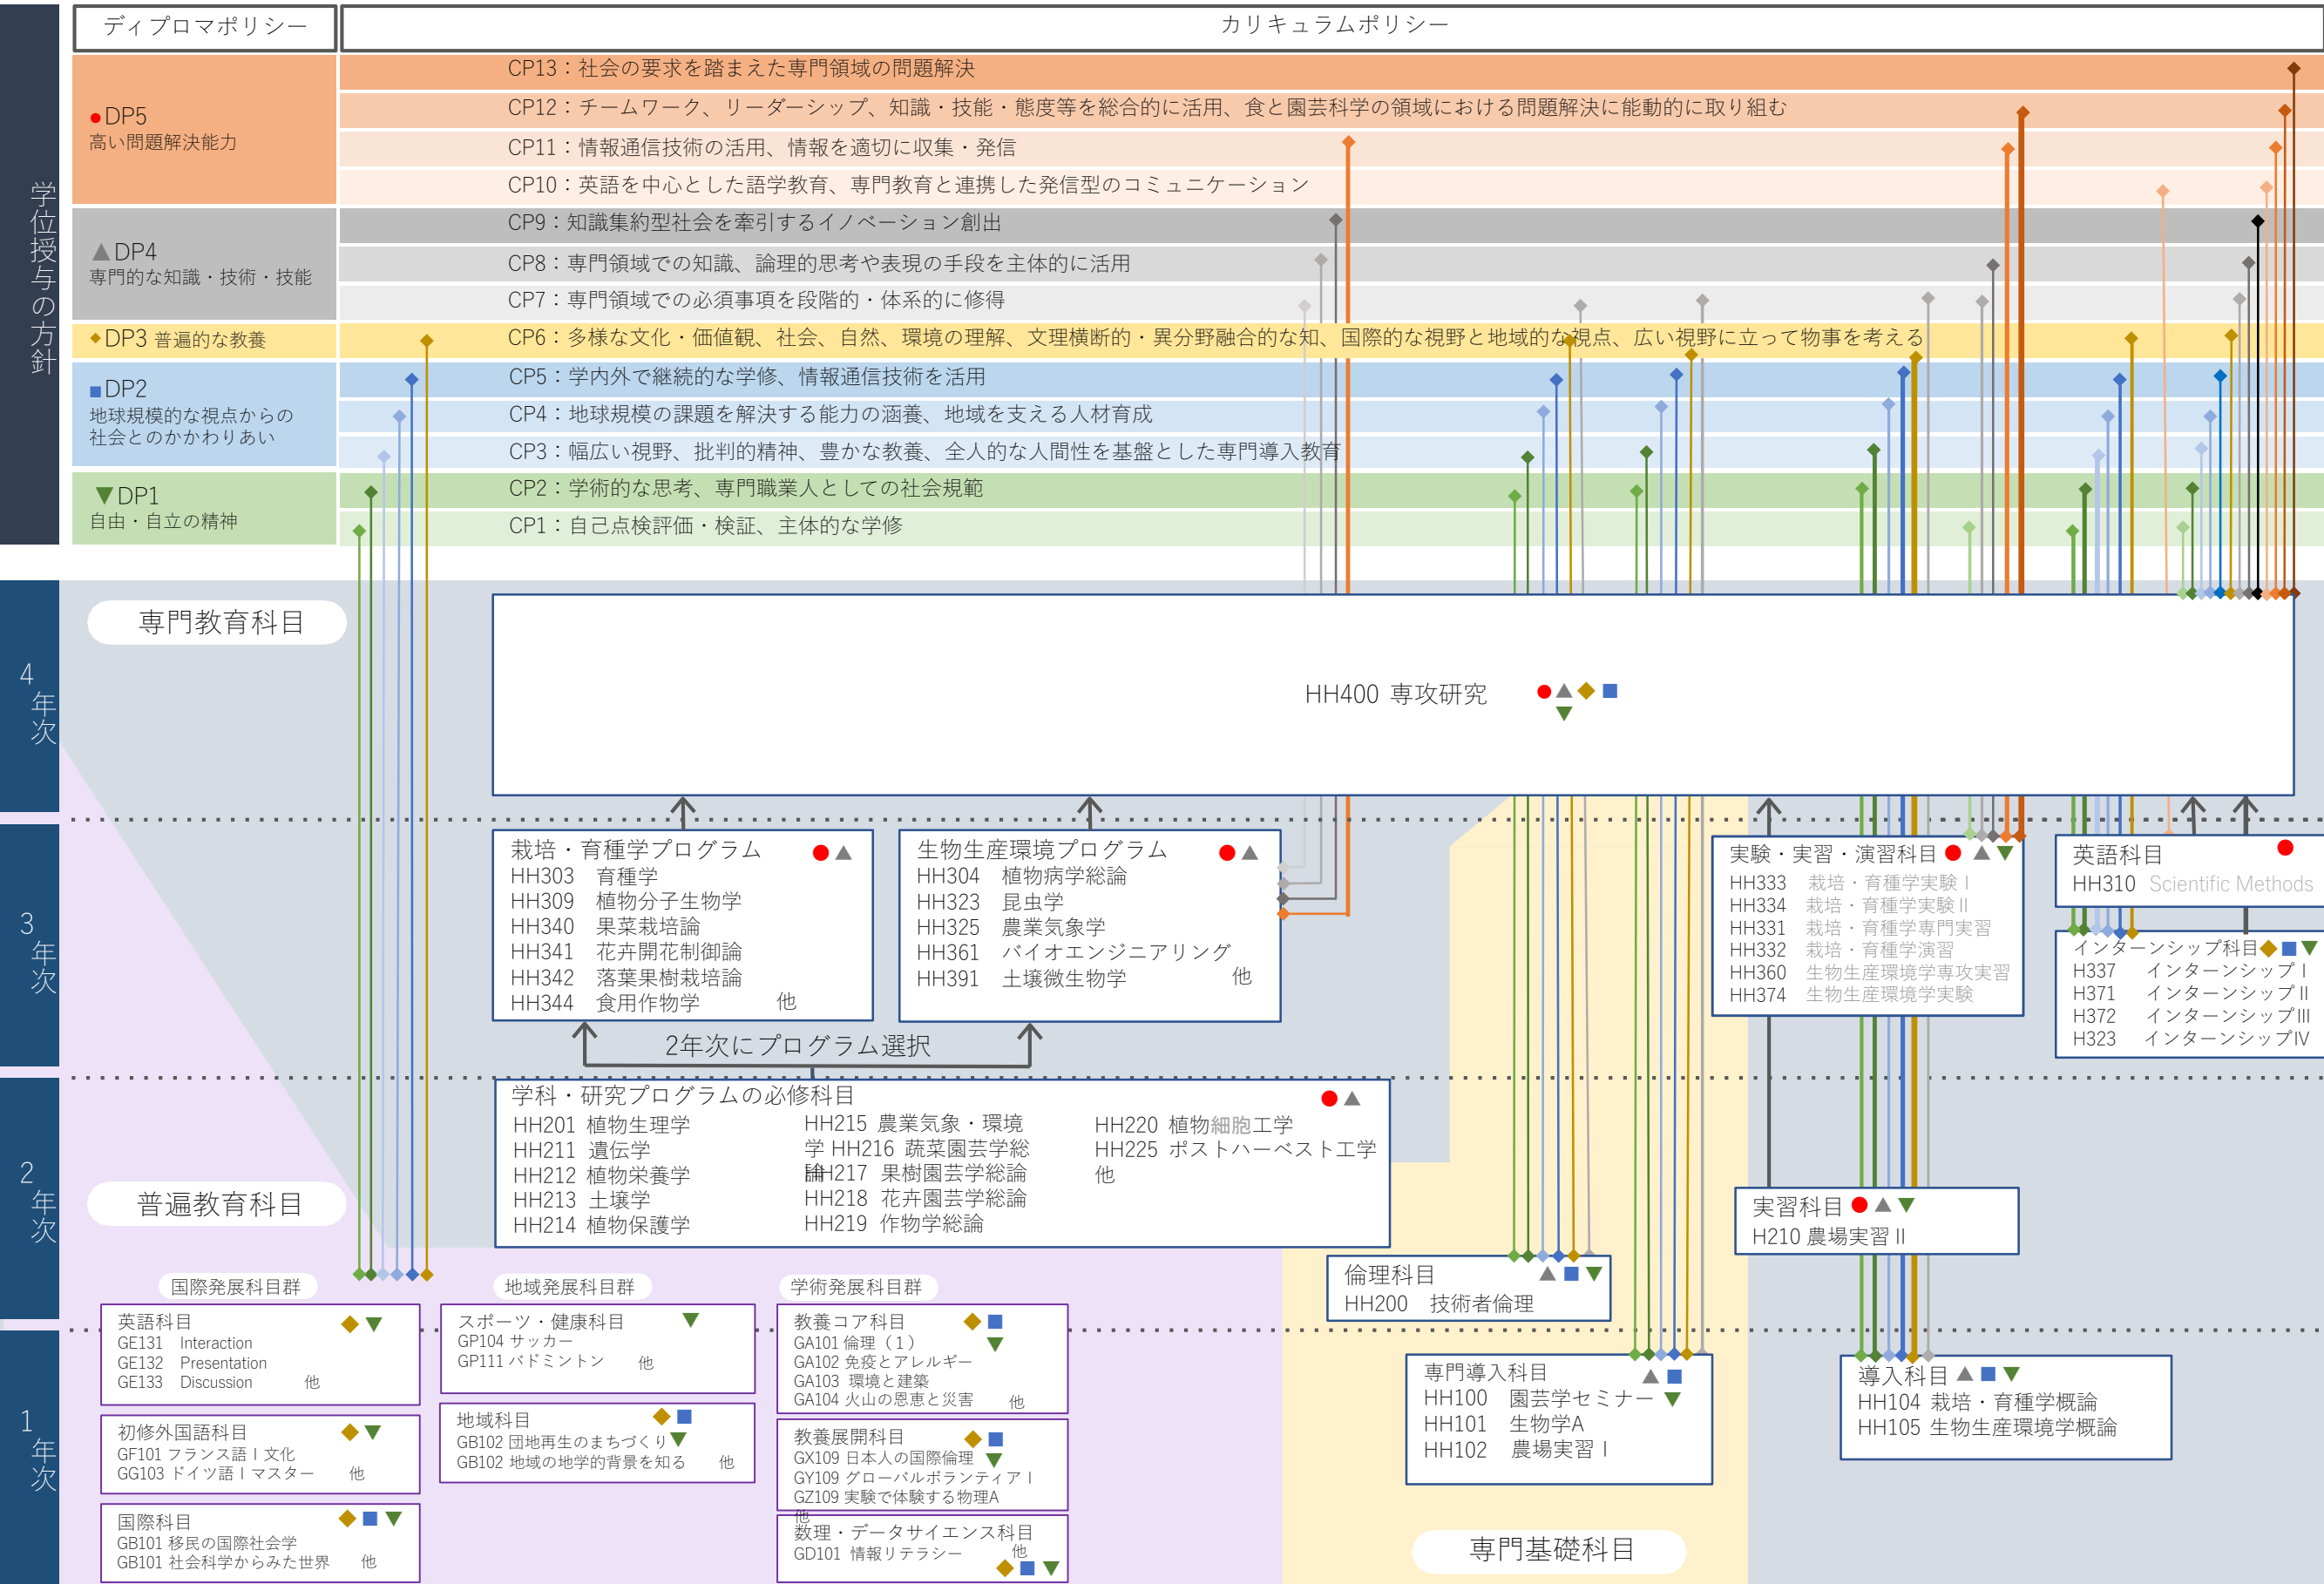 ディプロマポリシー
カリキュラムポリシー
学位授与の方針
●DP5
高い問題解決能力
CP13：社会の要求を踏まえた専門領域の問題解決
CP12：チームワーク、リーダーシップ、知識・技能・態度等を総合的に活用、食と園芸科学の領域における問題解決に能動的に取り組む
CP11：情報通信技術の活用、情報を適切に収集・発信
CP10：英語を中心とした語学教育、専門教育と連携した発信型のコミュニケーション
▲DP4
専門的な知識・技術・技能
CP9：知識集約型社会を牽引するイノベーション創出
CP8：専門領域での知識、論理的思考や表現の手段を主体的に活用
CP7：専門領域での必須事項を段階的・体系的に修得
◆DP3 普遍的な教養
CP6：多様な文化・価値観、社会、自然、環境の理解、文理横断的・異分野融合的な知、国際的な視野と地域的な視点、広い視野に立って物事を考える
■DP2
地球規模的な視点からの
社会とのかかわりあい
CP5：学内外で継続的な学修、情報通信技術を活用
CP4：地球規模の課題を解決する能力の涵養、地域を支える人材育成
CP3：幅広い視野、批判的精神、豊かな教養、全人的な人間性を基盤とした専門導入教育
▼DP1
自由・自立の精神
CP2：学術的な思考、専門職業人としての社会規範
CP1：自己点検評価・検証、主体的な学修
4年次
専門教育科目
HH400 専攻研究
3年次
栽培・育種学プログラム
HH303 育種学
HH309 植物分子生物学
HH340 果菜栽培論
HH341 花卉開花制御論
HH342 落葉果樹栽培論
HH344 食用作物学 他
生物生産環境プログラム
HH304 植物病学総論
HH323 昆虫学
HH325 農業気象学
HH361 バイオエンジニアリング
HH391 土壌微生物学 他
実験・実習・演習科目
HH333 栽培・育種学実験Ⅰ
HH334 栽培・育種学実験Ⅱ
HH331 栽培・育種学専門実習
HH332 栽培・育種学演習
HH360 生物生産環境学専攻実習
HH374 生物生産環境学実験
英語科目
HH310 Scientific Methods
インターンシップ科目
H337 インターンシップⅠ
H371 インターンシップⅡ
H372 インターンシップⅢ
H323 インターンシップⅣ
2年次にプログラム選択
2年次
学科・研究プログラムの必修科目
HH201 植物生理学
HH211 遺伝学
HH212 植物栄養学
HH213 土壌学
HH214 植物保護学
HH215 農業気象・環境
学 HH216 蔬菜園芸学総
論HH217 果樹園芸学総論
HH218 花卉園芸学総論
HH219 作物学総論
HH220 植物細胞工学
HH225 ポストハーベスト工学
他
実習科目
H210 農場実習Ⅱ
倫理科目
HH200 技術者倫理
普遍教育科目
1年次
国際発展科目群
英語科目
GE131 Interaction
GE132 Presentation
GE133 Discussion 他
初修外国語科目
GF101 フランス語Ⅰ文化
GG103 ドイツ語Ⅰマスター 他
国際科目
GB101 移民の国際社会学
GB101 社会科学からみた世界 他
地域発展科目群
スポーツ・健康科目
GP104 サッカー
GP111 バドミントン 他
地域科目
GB102 団地再生のまちづくり
GB102 地域の地学的背景を知る 他
学術発展科目群
教養コア科目
GA101 倫理（１）
GA102 免疫とアレルギー
GA103 環境と建築
GA104 火山の恩恵と災害 他
教養展開科目
GX109 日本人の国際倫理
GY109 グローバルボランティアⅠ
GZ109 実験で体験する物理A
他
数理・データサイエンス科目
GD101 情報リテラシー 他
専門導入科目
HH100 園芸学セミナー
HH101 生物学A
HH102 農場実習Ⅰ
導入科目
HH104 栽培・育種学概論
HH105 生物生産環境学概論
専門基礎科目